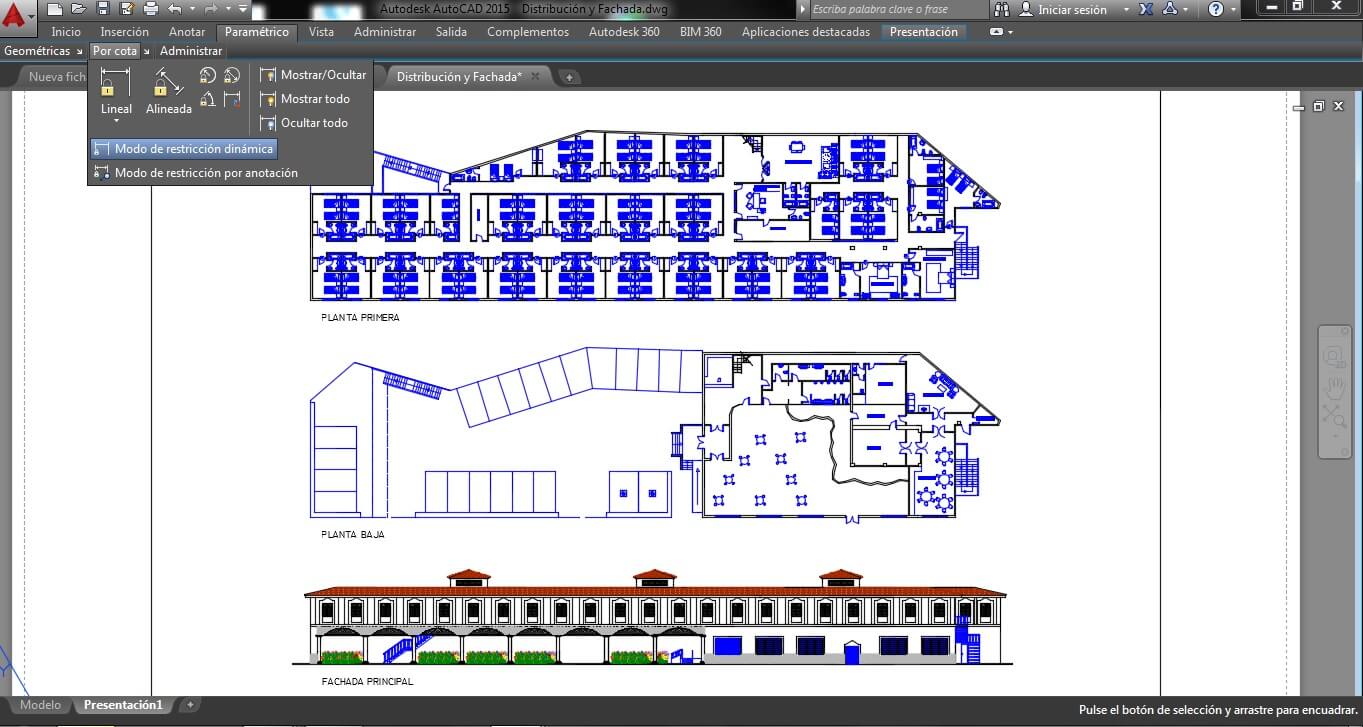 Autodesk AutoCAD 2015 Distribución y Fachada.dwg
Escriba palabra clave o frase
Iniciar sesión
Inicio Inserción Anotar Paramétrico Vista Administrar Salida Complementos Autodesk 360 BIM 360 Aplicaciones destacadas Presentación
Geométricas Por cota Administrar
Nueva fich
Distribución y Fachada*
Lineal
Alineada
Mostrar/Ocultar
Mostrar todo
Ocultar todo
Modo de restricción dinámica
Modo de restricción por anotación
PLANTA PRIMERA
PLANTA BAJA
FACHADA PRINCIPAL
Modelo Presentación1
Pulse el botón de selección y arrastre para encuadrar.